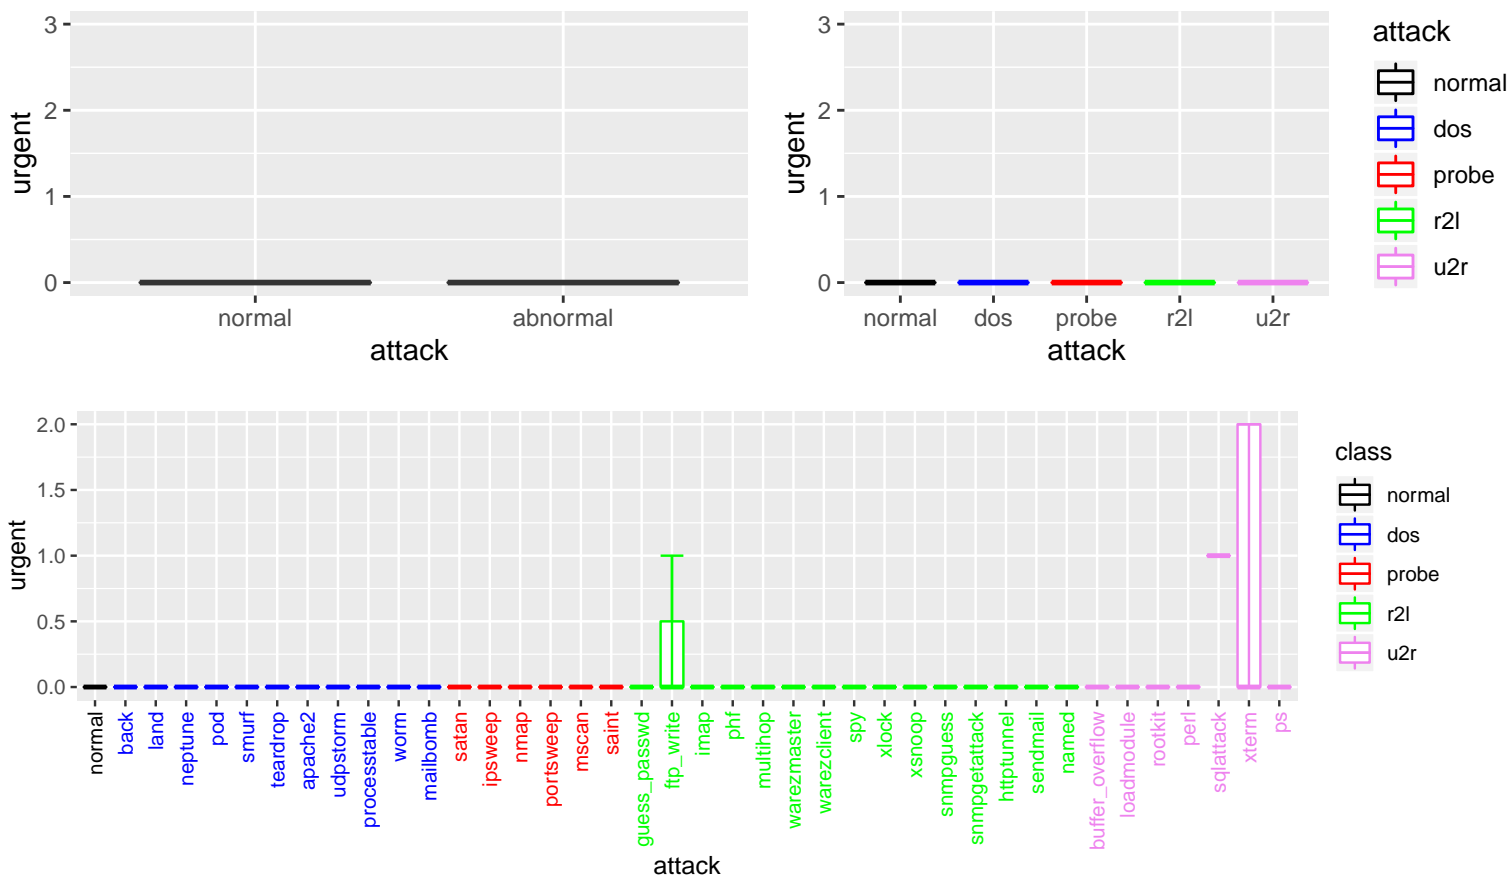 3
2
1
0
urgent
normal abnormal
attack
3
2
1
0
urgent
normal dos probe r2l u2r
attack
attack
normal
dos
probe
r2l
u2r
2.0
1.5
1.0
0.5
0.0
urgent
normal
back
land
neptune
pod
smurf
teardrop
apache2
udpstorm
processtable
worm
mailbomb
satan
ipsweep
nmap
portsweep
mscan
saint
guess_passwd
ftp_write
imap
phf
multihop
warezmaster
warezclient
spy
xlock
xsnoop
snmpguess
snmpgetattack
httptunnel
sendmail
named
buffer_overflow
loadmodule
rootkit
perl
sqlattack
xterm
ps
attack
class
normal
dos
probe
r2l
u2r